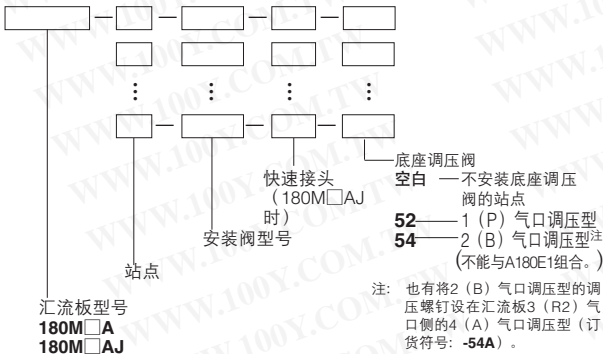 底座调压阀
空白 — 不安装底座调压
阀的站点
52 — 1（P）气口调压型
54 — 2（B）气口调压型注
（不能与A180E1组合。）
快速接头
（180M□AJ
时）
安装阀型号
站点
汇流板型号
180M□A
180M□AJ
注: 也有将2（B）气口调压型的调
压螺钉设在汇流板3（R2）气
口侧的4（A）气口调压型（订
货符号: -54A）。
WWW.100Y.COM.TW